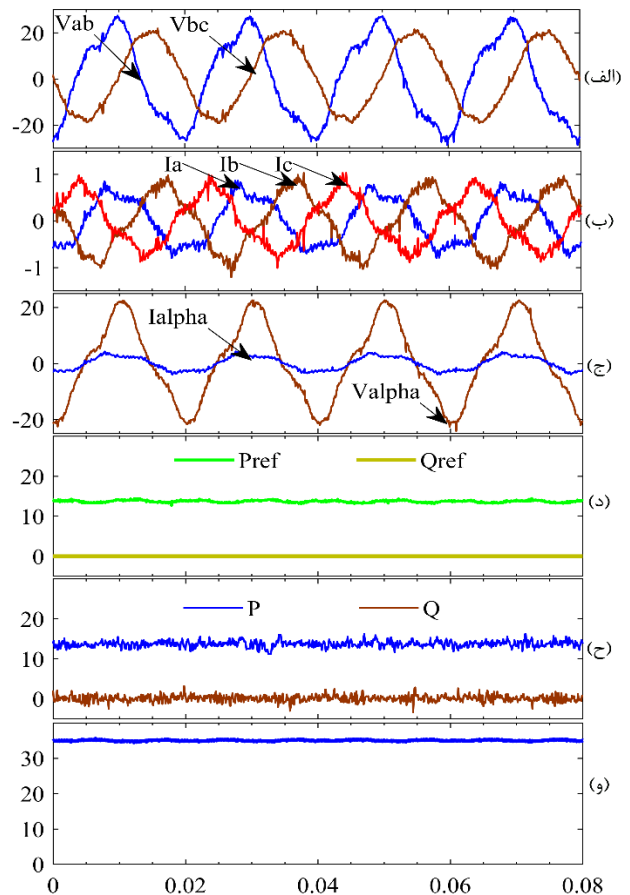 Vab
Vbc
20
0
-20
(الف)
Ia
Ib
Ic
1
0
-1
(ب)
20
0
-20
Ialpha
Valpha
(ج)
Pref
Qref
20
10
0
(د)
P
Q
20
10
0
(ح)
30
20
10
0
(و)
0
0.02
0.04
0.06
0.08